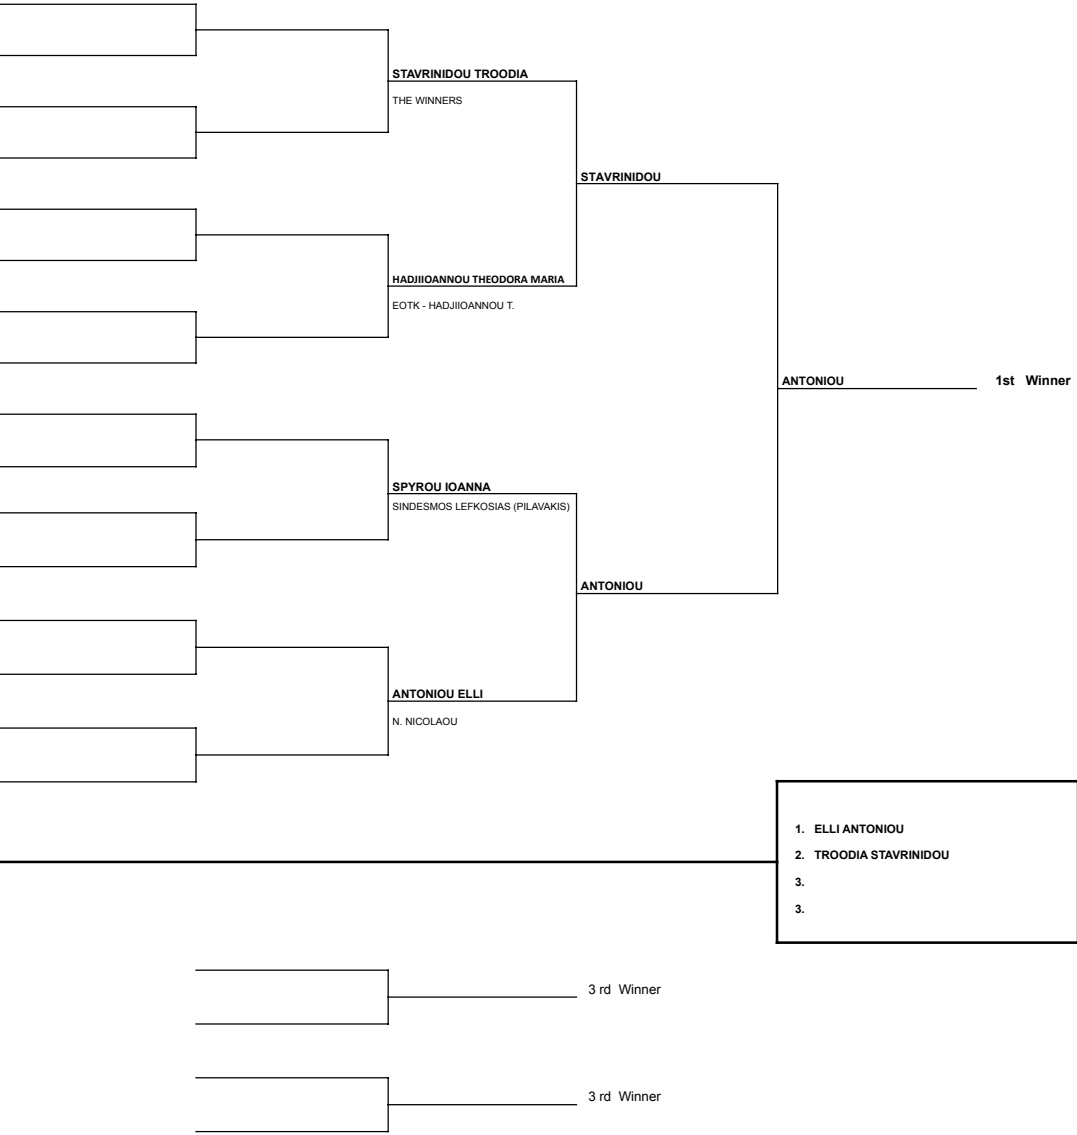 STAVRINIDOU TROODIA
THE WINNERS
STAVRINIDOU
HADJIIOANNOU THEODORA MARIA
EOTK - HADJIIOANNOU T.
ANTONIOU
1st Winner
SPYROU IOANNA
SINDESMOS LEFKOSIAS (PILAVAKIS)
ANTONIOU
ANTONIOU ELLI
N. NICOLAOU
1. ELLI ANTONIOU
2. TROODIA STAVRINIDOU
3.
3.
3 rd Winner
3 rd Winner